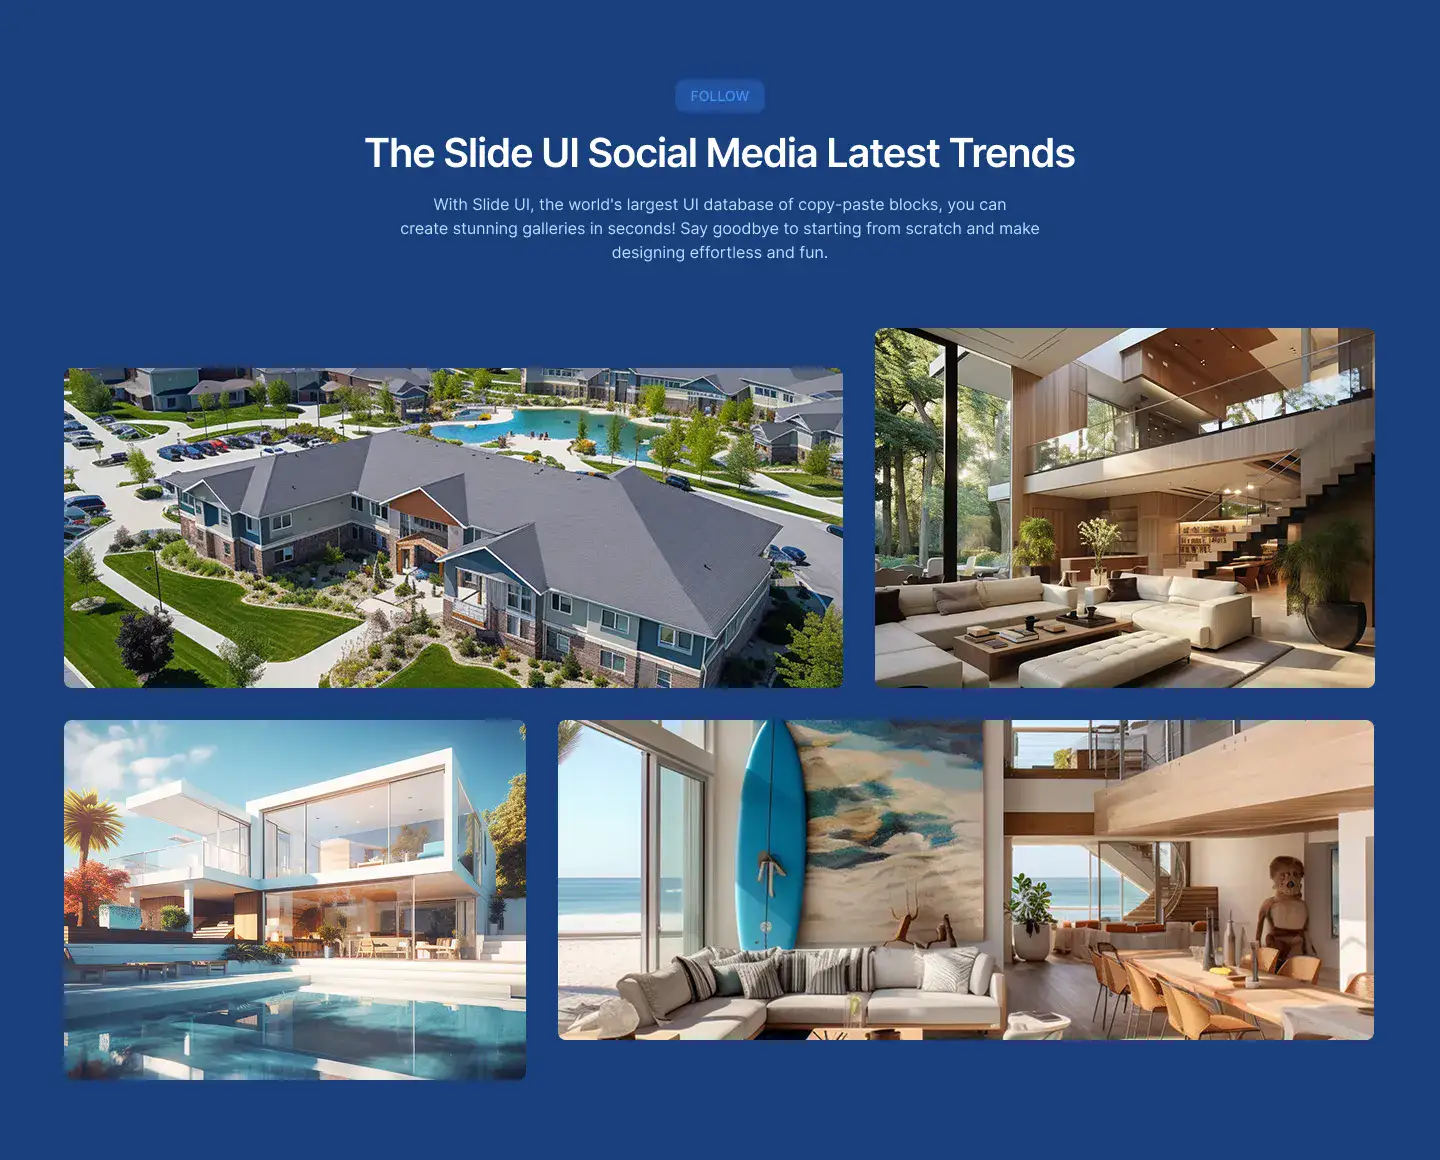 FOLLOW
The Slide UI Social Media Latest Trends
With Slide UI, the world's largest UI database of copy-paste blocks, you can
create stunning galleries in seconds! Say goodbye to starting from scratch and make
designing effortless and fun.